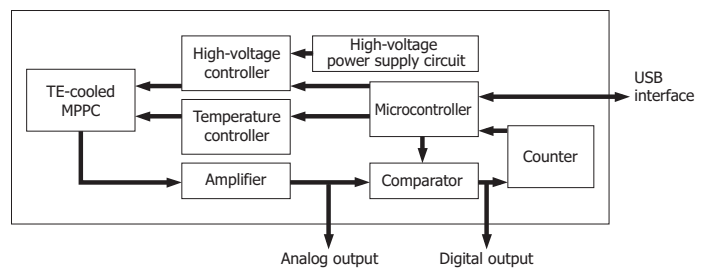 High-voltage
power supply circuit
High-voltage
controller
USB
interface
TE-cooled
MPPC
Microcontroller
Temperature
controller
Counter
Amplifier
Comparator
Analog output
Digital output